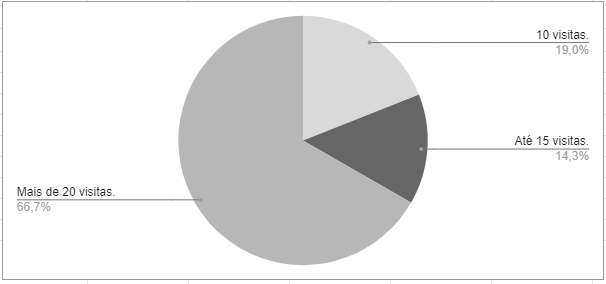 10 visitas.
19,0%
Até 15 visitas.
14,3%
Mais de 20 visitas.
66,7%